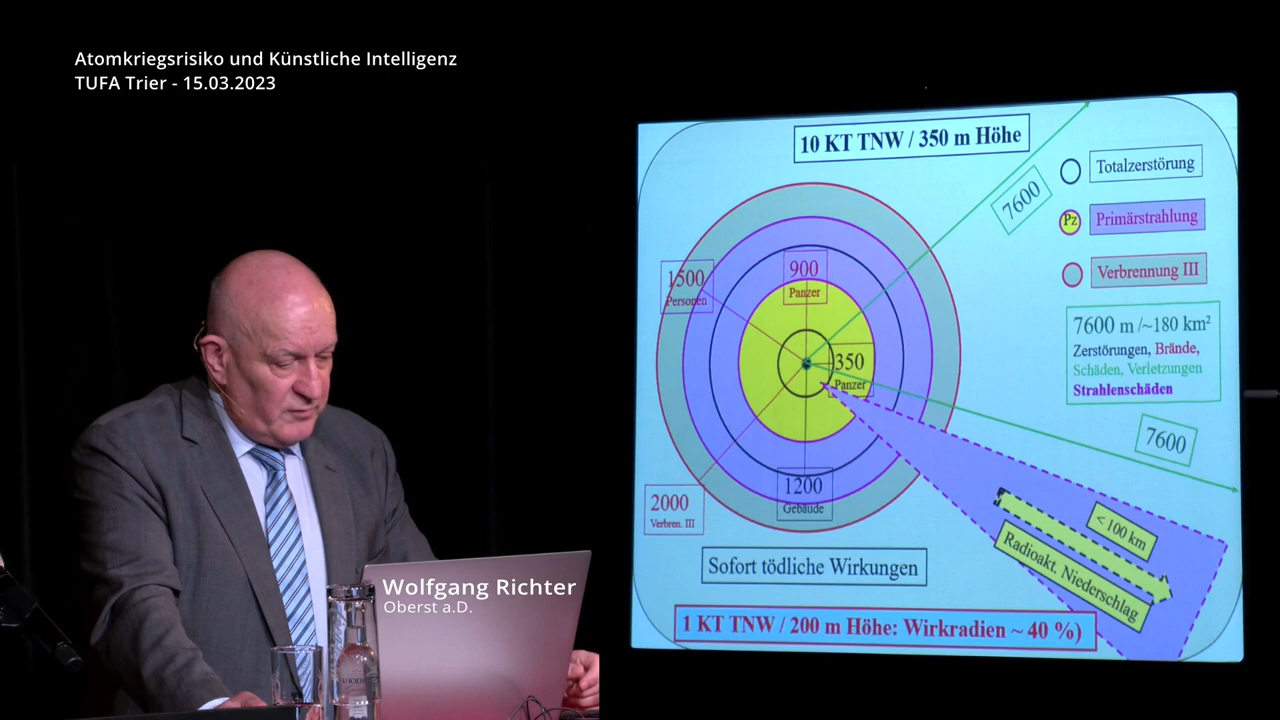 Atomkriegsrisiko und Künstliche Intelligenz
TUFA Trier - 15.03.2023
10 KT TNW / 350 m Höhe
Totalzerstörung
7600
Pz
Primärstrahlung
1500
Personen
900
Panzer
Verbrennung III
7600 m /~180 km²
Zerstörungen, Brände,
Schäden, Verletzungen
Strahlenschäden
350
Panzer
7600
1200
Gebäude
2000
Verbren. III
< 100 km
Radioakt. Niederschlag
Sofort tödliche Wirkungen
1 KT TNW / 200 m Höhe: Wirkradien ~ 40 %)
Wolfgang Richter
Oberst a.D.